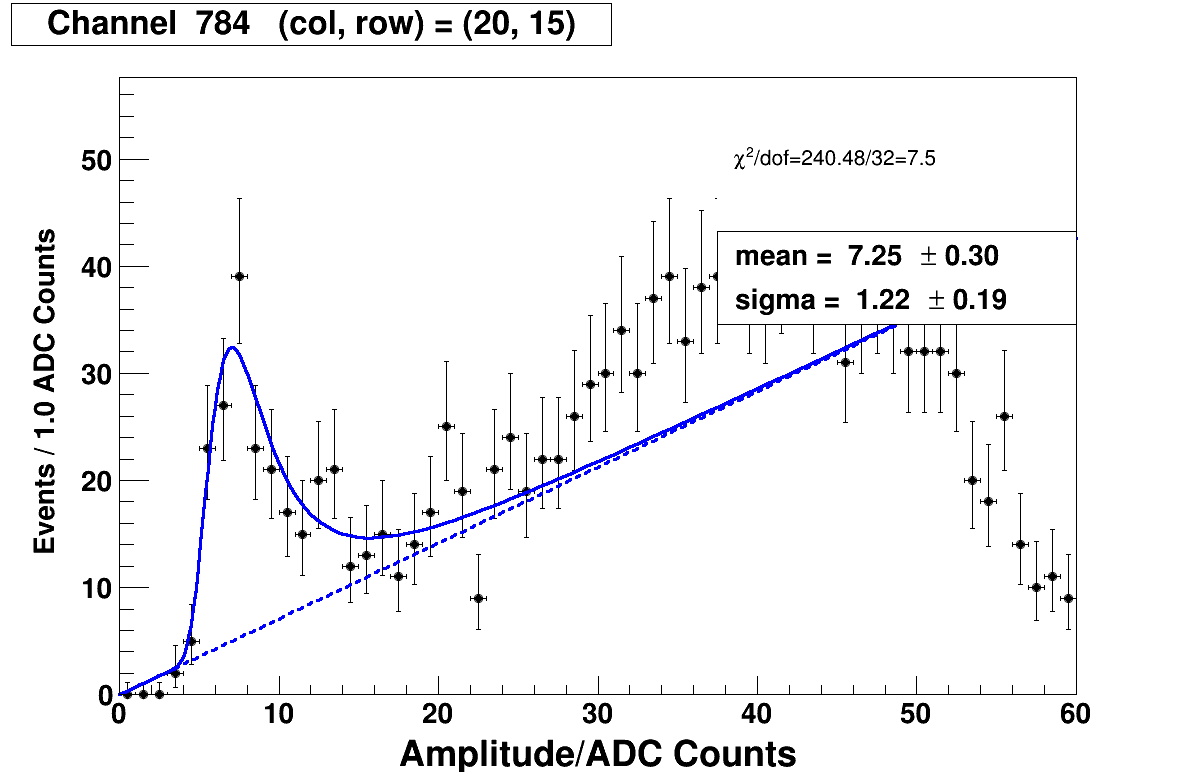 Channel 784 (col, row) = (20, 15)
χ²/dof=240.48/32=7.5
mean = 7.25 ± 0.30
sigma = 1.22 ± 0.19
Events / 1.0 ADC Counts
50
40
30
20
10
0
0 10 20 30 40 50 60
Amplitude/ADC Counts